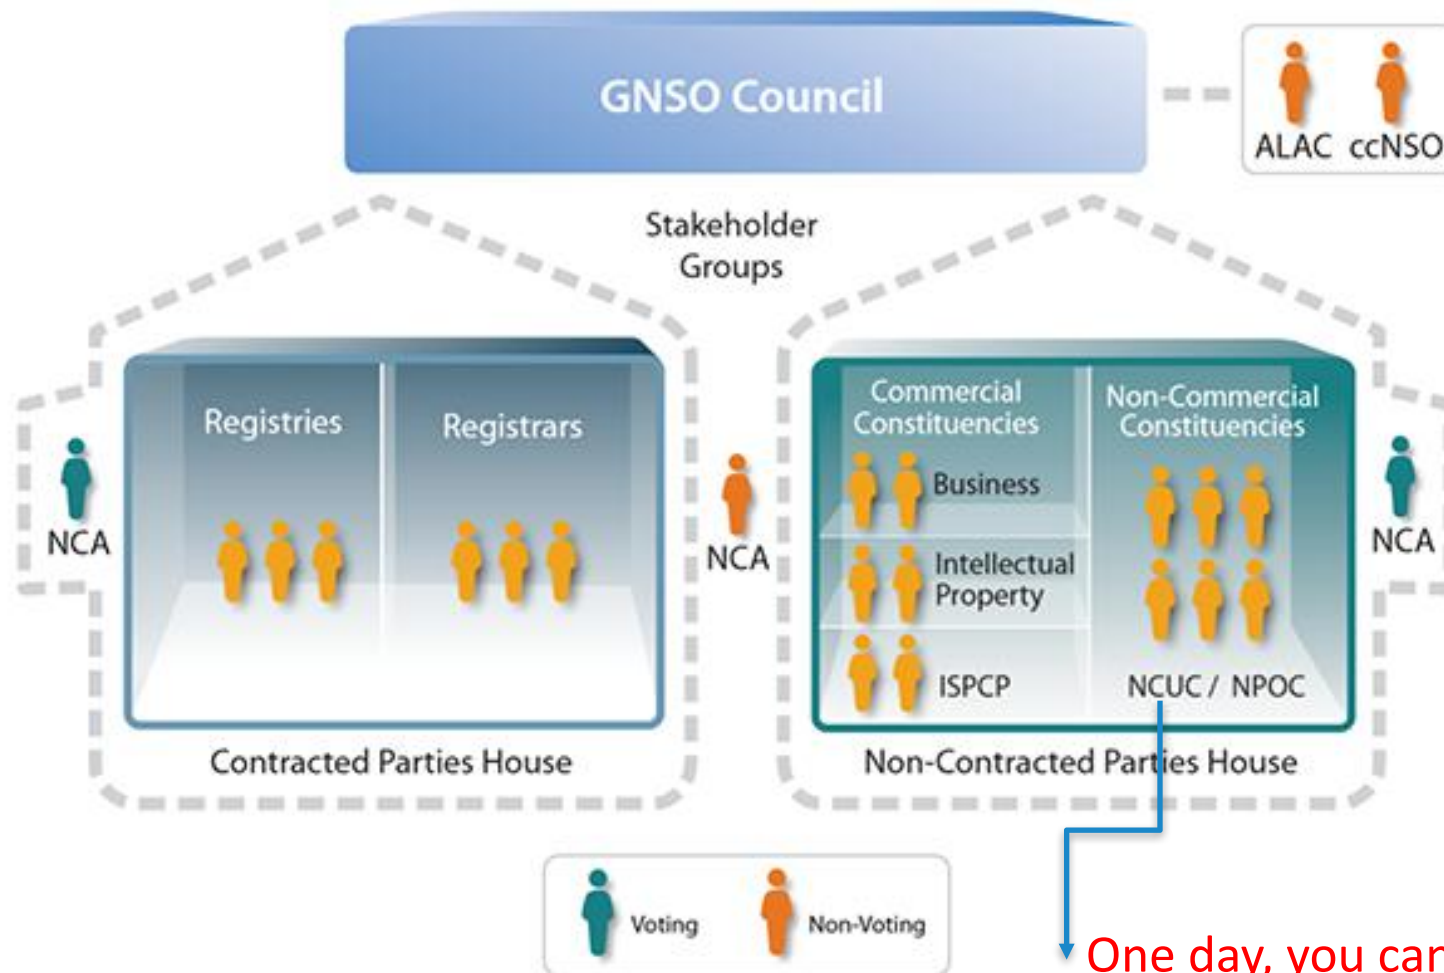 GNSO Council
ALAC ccNSO
Stakeholder
Groups
Registries
Registrars
Commercial
Constituencies
Non-Commercial
Constituencies
Business
Intellectual
Property
ISPCP
NCUC / NPOC
NCA
NCA
NCA
Contracted Parties House
Non-Contracted Parties House
Voting
Non-Voting
One day, you can